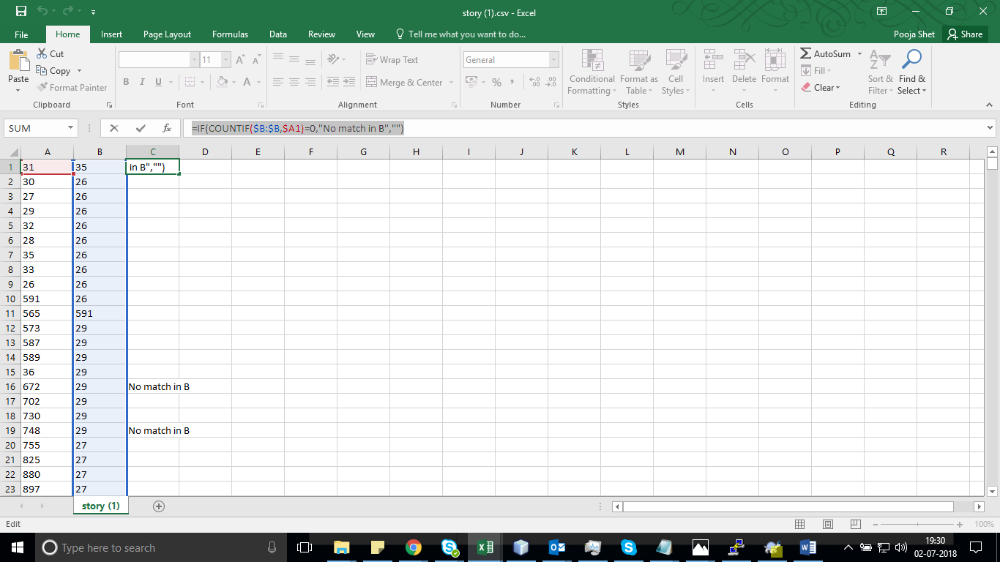 story (1).csv - Excel
File Home Insert Page Layout Formulas Data Review View Tell me what you want to do... Pooja Shet Share
Cut
Copy
Format Painter
Paste
Clipboard
11
B I U
A A
A
Font
Wrap Text
Merge & Center
Alignment
General
%
Number
Conditional Formatting
Format as Table
Cell Styles
Styles
Insert Delete Format
Cells
AutoSum
Fill
Clear
Sort & Filter
Find & Select
Editing
SUM fx =IF(COUNTIF($B:$B,$A1)=0,"No match in B","")
A B C D E F G H I J K L M N O P Q R
1 31 35 in B","")
2 30 26
3 27 26
4 29 26
5 32 26
6 28 26
7 35 26
8 33 26
9 26 26
10 591 26
11 565 591
12 573 29
13 587 29
14 589 29
15 36 29
16 672 29 No match in B
17 702 29
18 730 29
19 748 29 No match in B
20 755 27
21 825 27
22 880 27
23 897 27
story (1)
Edit 100%
Type here to search
19:30
02-07-2018